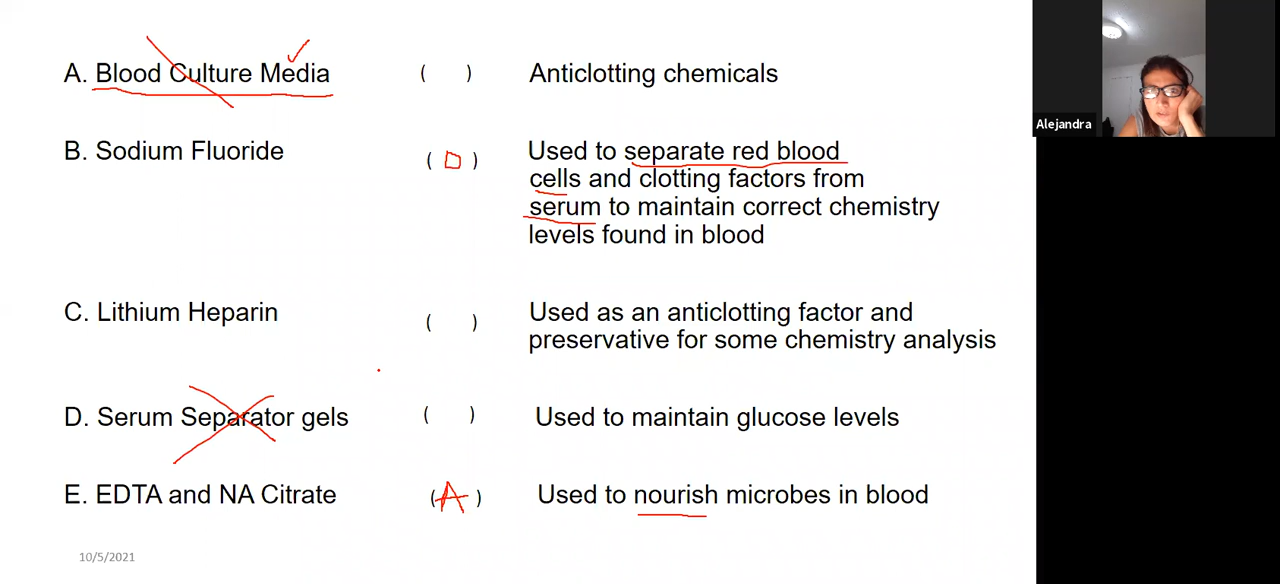 A. Blood Culture Media ( ) Anticlotting chemicals
B. Sodium Fluoride ( D ) Used to separate red blood
cells and clotting factors from
serum to maintain correct chemistry
levels found in blood
C. Lithium Heparin ( ) Used as an anticlotting factor and
preservative for some chemistry analysis
D. Serum Separator gels ( ) Used to maintain glucose levels
E. EDTA and NA Citrate ( A ) Used to nourish microbes in blood
10/5/2021
Alejandra